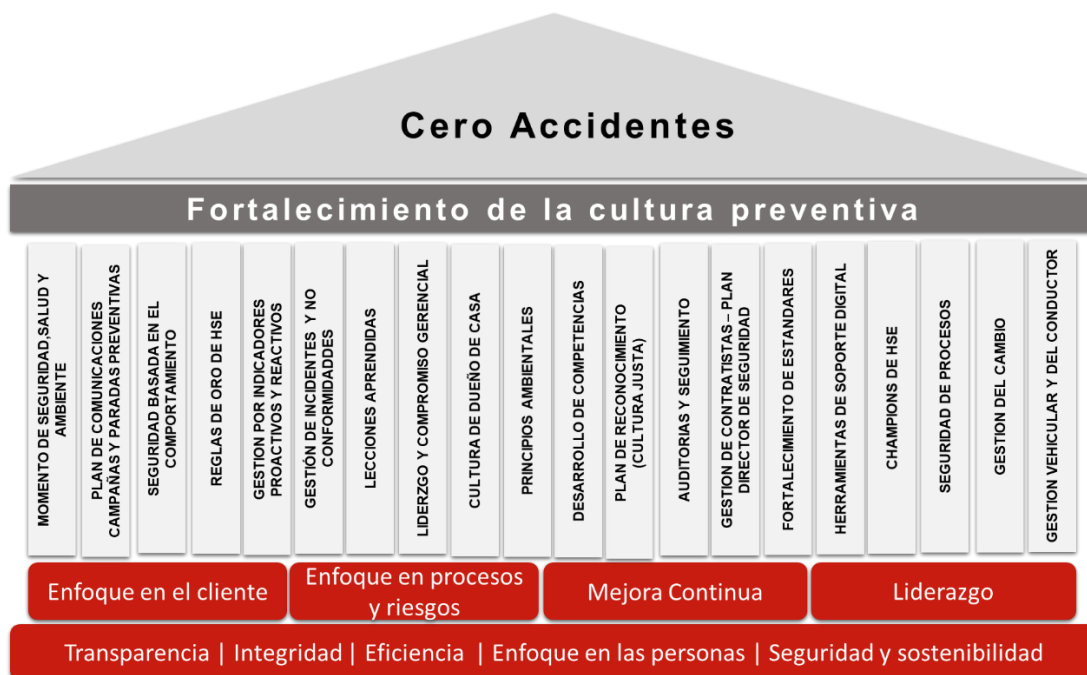 Cero Accidentes
Fortalecimiento de la cultura preventiva
MOMENTO DE SEGURIDAD,SALUD Y
AMBIENTE
PLAN DE COMUNICACIONES
CAMPAÑAS Y PARADAS PREVENTIVAS
SEGURIDAD BASADA EN EL
COMPORTAMIENTO
REGLAS DE ORO DE HSE
GESTION POR INDICADORES
PROACTIVOS Y REACTIVOS
GESTIÓN DE INCIDENTES Y NO
CONFORMIDADDES
LECCIONES APRENDIDAS
LIDERZGO Y COMPROMISO GERENCIAL
CULTURA DE DUEÑO DE CASA
PRINCIPIOS AMBIENTALES
DESARROLLO DE COMPETENCIAS
PLAN DE RECONOCIMIENTO
(CULTURA JUSTA)
AUDITORIAS Y SEGUIMIENTO
GESTION DE CONTRATISTAS – PLAN
DIRECTOR DE SEGURIDAD
FORTALECIMIENTO DE ESTANDARES
HERRAMIENTAS DE SOPORTE DIGITAL
CHAMPIONS DE HSE
SEGURIDAD DE PROCESOS
GESTION DEL CAMBIO
GESTION VEHICULAR Y DEL CONDUCTOR
Enfoque en el cliente
Enfoque en procesos
y riesgos
Mejora Continua
Liderazgo
Transparencia | Integridad | Eficiencia | Enfoque en las personas | Seguridad y sostenibilidad